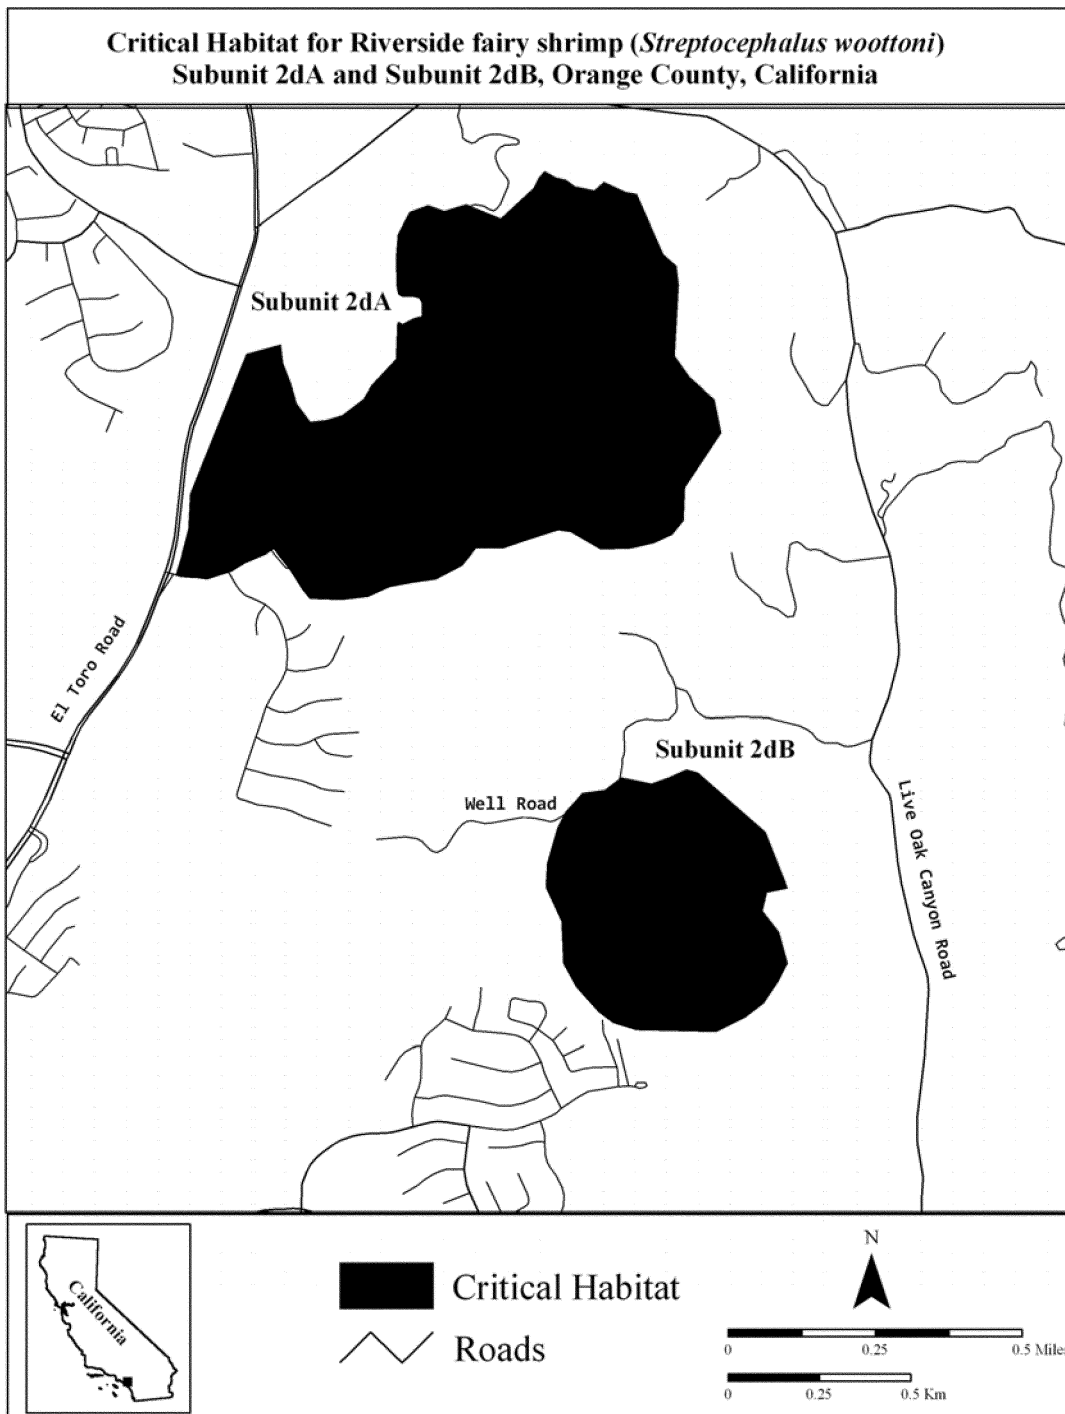 Critical Habitat for Riverside fairy shrimp (Streptocephalus woottoni)
Subunit 2dA and Subunit 2dB, Orange County, California
Subunit 2dA
El Toro Road
Subunit 2dB
Well Road
Live Oak Canyon Road
California
Critical Habitat
Roads
N
0 0.25 0.5 Miles
0 0.25 0.5 Km